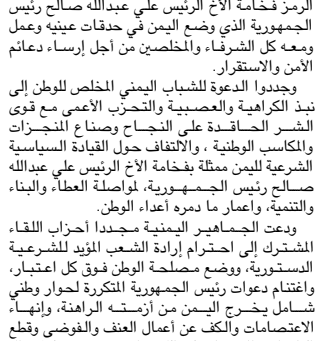 الرمز فخامة الأخ الرئيس علي عبدالله صالح رئيس
الجمهورية الذي وضع اليمن في حدقات عينيه وعمل
ومعه كل الشرفاء والمخلصين من أجل إرساء دعائم
الأمن والاستقرار.
وجددوا الدعوة للشباب اليمني المخلص للوطن إلى
نبذ الكراهية والعصبية والتحزب الأعمى مع قوى
الشر الحاقدة على النجاح وصناع المنجزات
والمكاسب الوطنية ، والالتفاف حول القيادة السياسية
الشرعية لليمن ممثلة بفخامة الأخ الرئيس علي عبدالله
صالح رئيس الجمهورية، لمواصلة العطاء والبناء
والتنمية، واعمار ما دمره أعداء الوطن.
ودعت الجماهير اليمنية مجددا أحزاب اللقاء
المشترك إلى احترام إرادة الشعب المؤيد للشرعية
الدستورية، ووضع مصلحة الوطن فوق كل اعتبار،
واغتنام دعوات رئيس الجمهورية المتكررة لحوار وطني
شامل يخرج اليمن من أزمته الراهنة، وإنهاء
الاعتصامات والكف عن أعمال العنف والفوضى وقطع